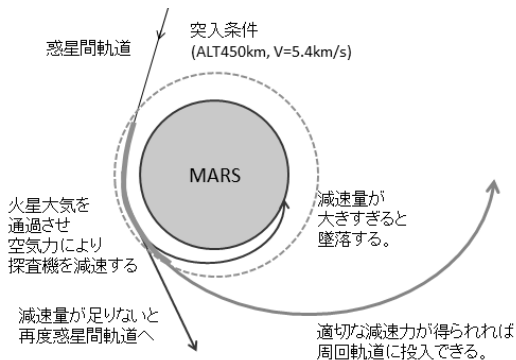 突入条件
(ALT450km, V=5.4km/s)
惑星間軌道
MARS
火星大気を
通過させ
空気力により
探査機を減速する
減速量が
大きすぎると
墜落する。
減速量が足りないと
再度惑星間軌道へ
適切な減速力が得られれば
周回軌道に投入できる。